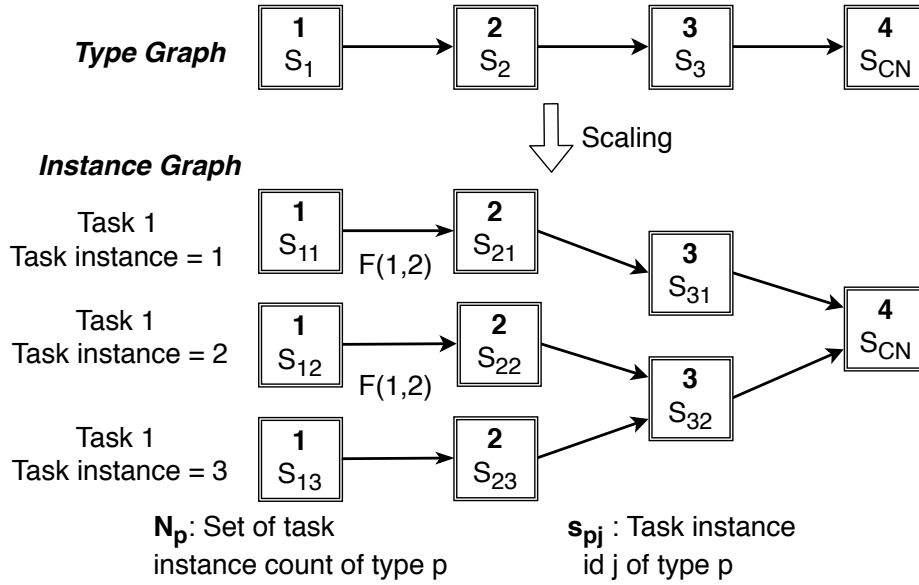 Type Graph
1
S1
2
S2
3
S3
4
SCN
Scaling
Instance Graph
Task 1
Task instance = 1
1
S11
F(1,2)
2
S21
3
S31
4
SCN
Task 1
Task instance = 2
1
S12
F(1,2)
2
S22
3
S32
Task 1
Task instance = 3
1
S13
2
S23
Np: Set of task
instance count of type p
spj : Task instance
id j of type p